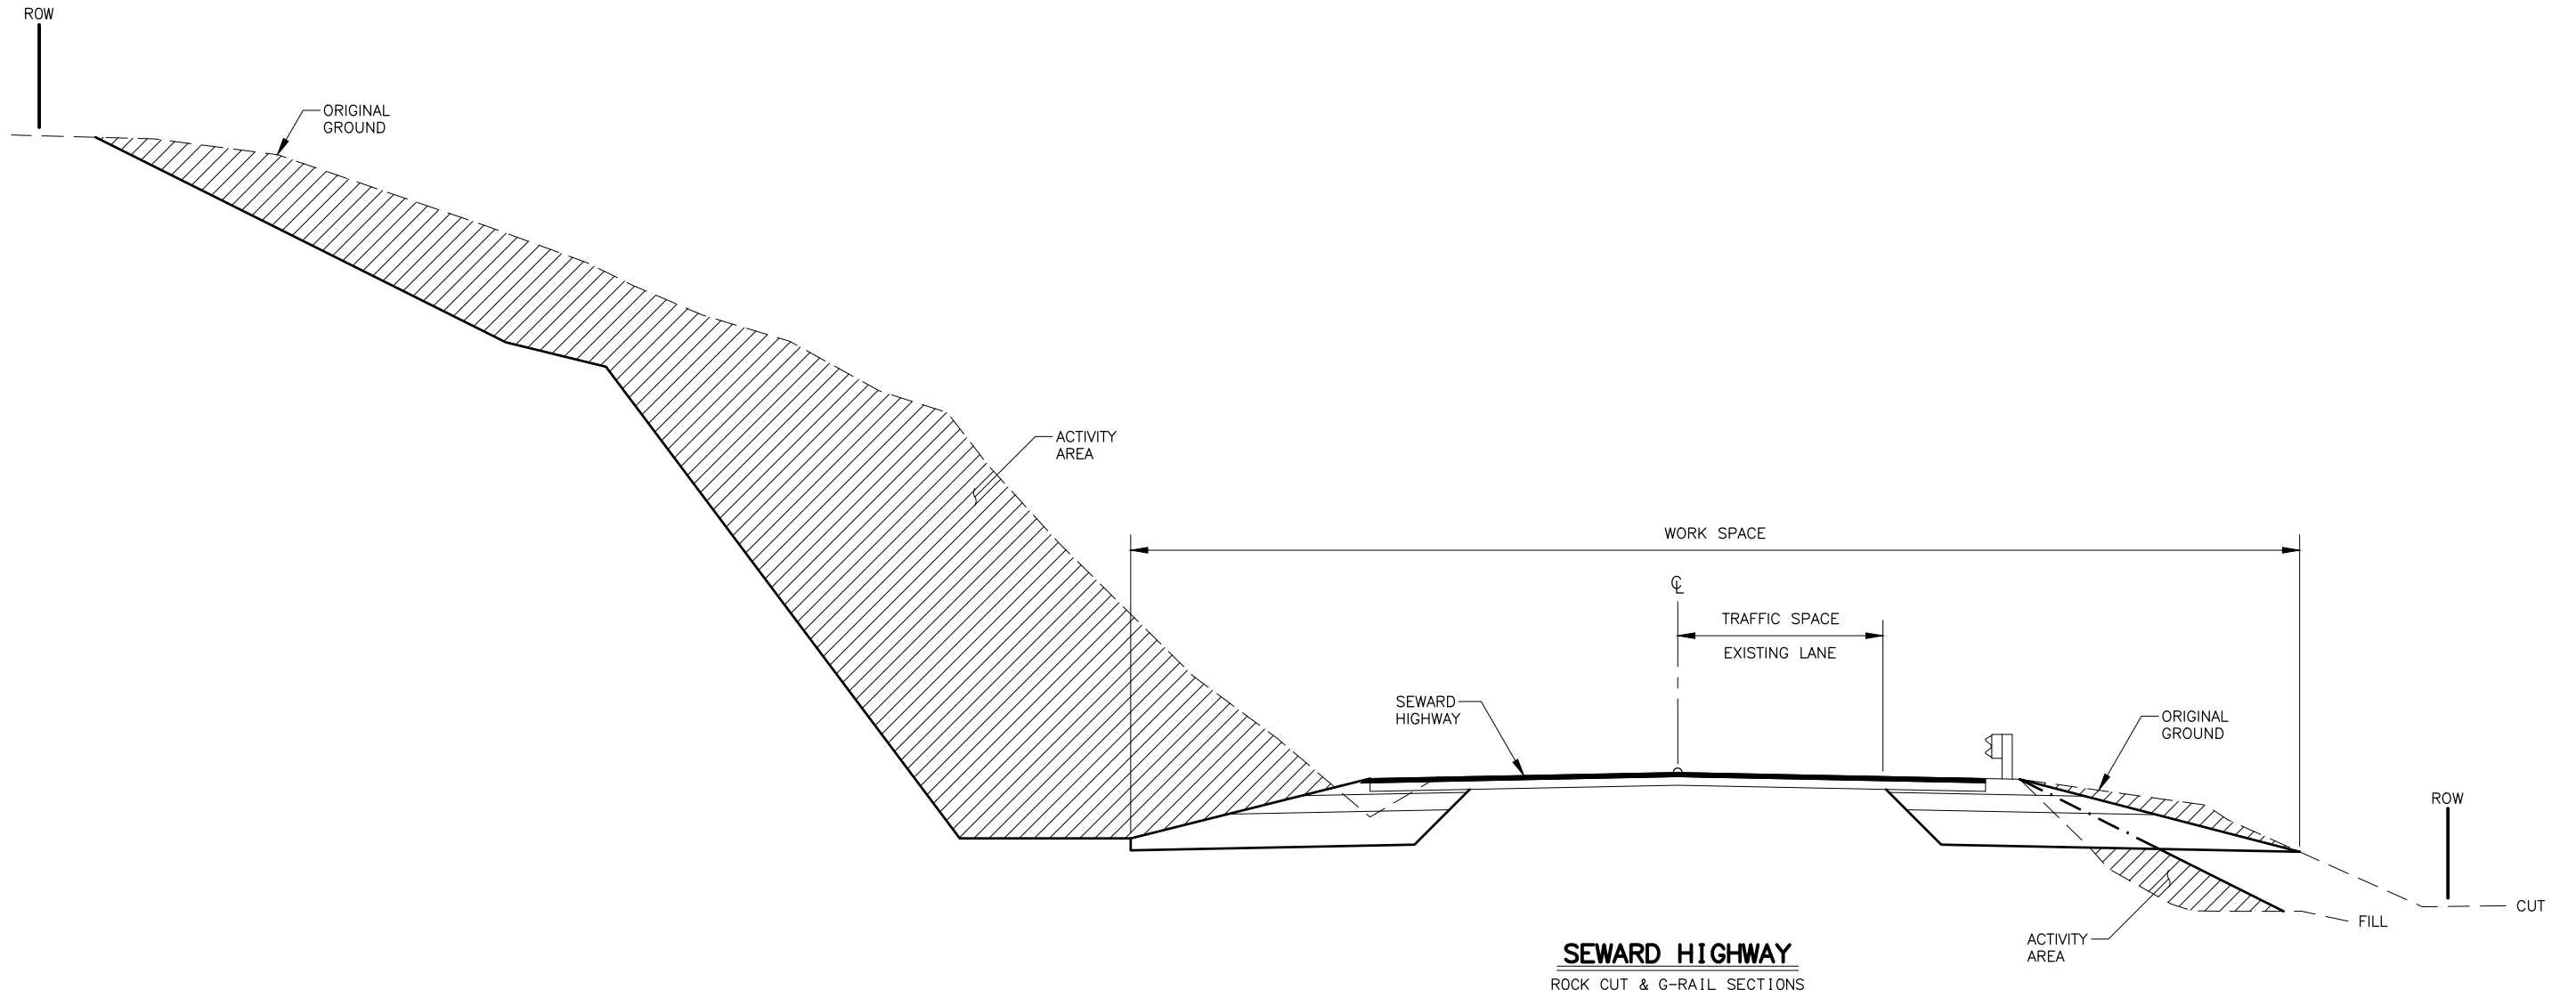 ROW
ORIGINAL
GROUND
ACTIVITY
AREA
WORK SPACE
℄
TRAFFIC SPACE
EXISTING LANE
SEWARD
HIGHWAY
ORIGINAL
GROUND
ROW
CUT
FILL
ACTIVITY
AREA
SEWARD HIGHWAY
ROCK CUT & G-RAIL SECTIONS